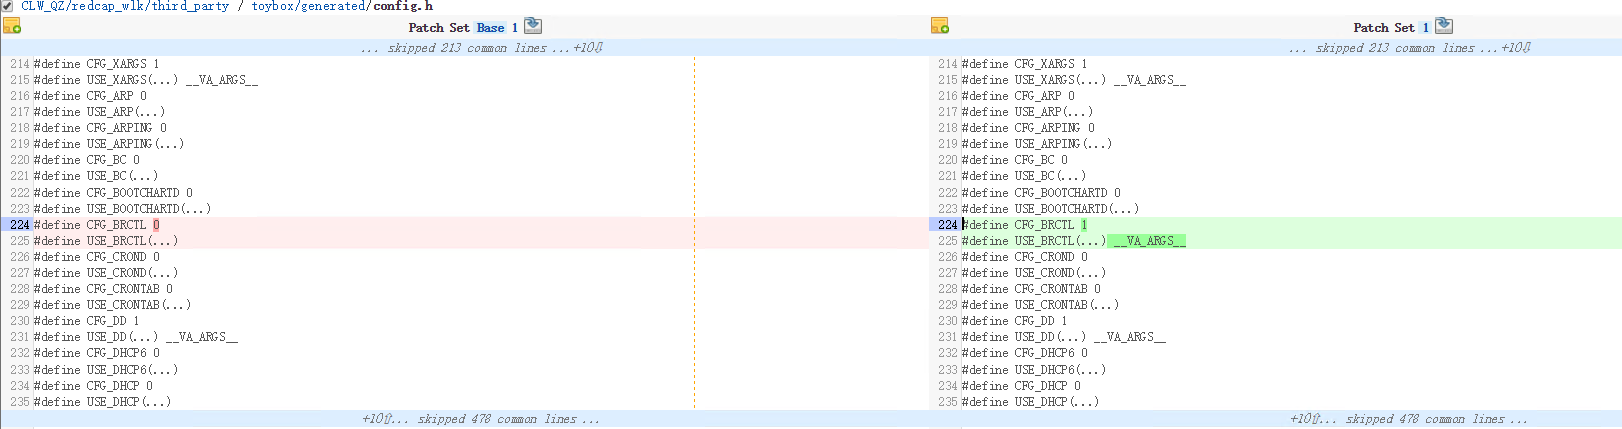 CLW_QZ/redcap_wlk/third_party / toybox/generated/config.h
Patch Set Base 1
... skipped 213 common lines ...+10⇩
214 #define CFG_XARGS 1
215 #define USE_XARGS(...) __VA_ARGS__
216 #define CFG_ARP 0
217 #define USE_ARP(...)
218 #define CFG_ARPING 0
219 #define USE_ARPING(...)
220 #define CFG_BC 0
221 #define USE_BC(...)
222 #define CFG_BOOTCHARTD 0
223 #define USE_BOOTCHARTD(...)
224 #define CFG_BRCTL 0
225 #define USE_BRCTL(...)
226 #define CFG_CROND 0
227 #define USE_CROND(...)
228 #define CFG_CRONTAB 0
229 #define USE_CRONTAB(...)
230 #define CFG_DD 1
231 #define USE_DD(...) __VA_ARGS__
232 #define CFG_DHCP6 0
233 #define USE_DHCP6(...)
234 #define CFG_DHCP 0
235 #define USE_DHCP(...)
+10⇧... skipped 478 common lines ...
Patch Set 1
... skipped 213 common lines ...+10⇩
214 #define CFG_XARGS 1
215 #define USE_XARGS(...) __VA_ARGS__
216 #define CFG_ARP 0
217 #define USE_ARP(...)
218 #define CFG_ARPING 0
219 #define USE_ARPING(...)
220 #define CFG_BC 0
221 #define USE_BC(...)
222 #define CFG_BOOTCHARTD 0
223 #define USE_BOOTCHARTD(...)
224 #define CFG_BRCTL 1
225 #define USE_BRCTL(...) __VA_ARGS__
226 #define CFG_CROND 0
227 #define USE_CROND(...)
228 #define CFG_CRONTAB 0
229 #define USE_CRONTAB(...)
230 #define CFG_DD 1
231 #define USE_DD(...) __VA_ARGS__
232 #define CFG_DHCP6 0
233 #define USE_DHCP6(...)
234 #define CFG_DHCP 0
235 #define USE_DHCP(...)
+10⇧... skipped 478 common lines ...